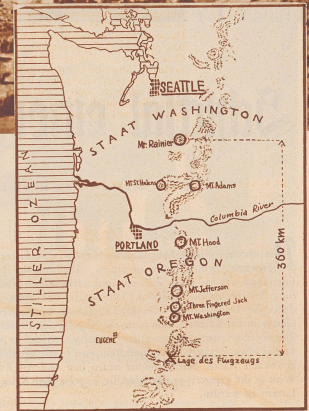 SEATTLE
STAAT WASHINGTON
Mt. Rainier
Mt. St. Helens
Mt. Adams
Columbia River
PORTLAND
Mt. Hood
STILLER OZEAN
STAAT OREGON
360 km
Mt. Jefferson
Three Fingered Jack
Mt. Washington
EUGENE
Lage des Flugzeugs